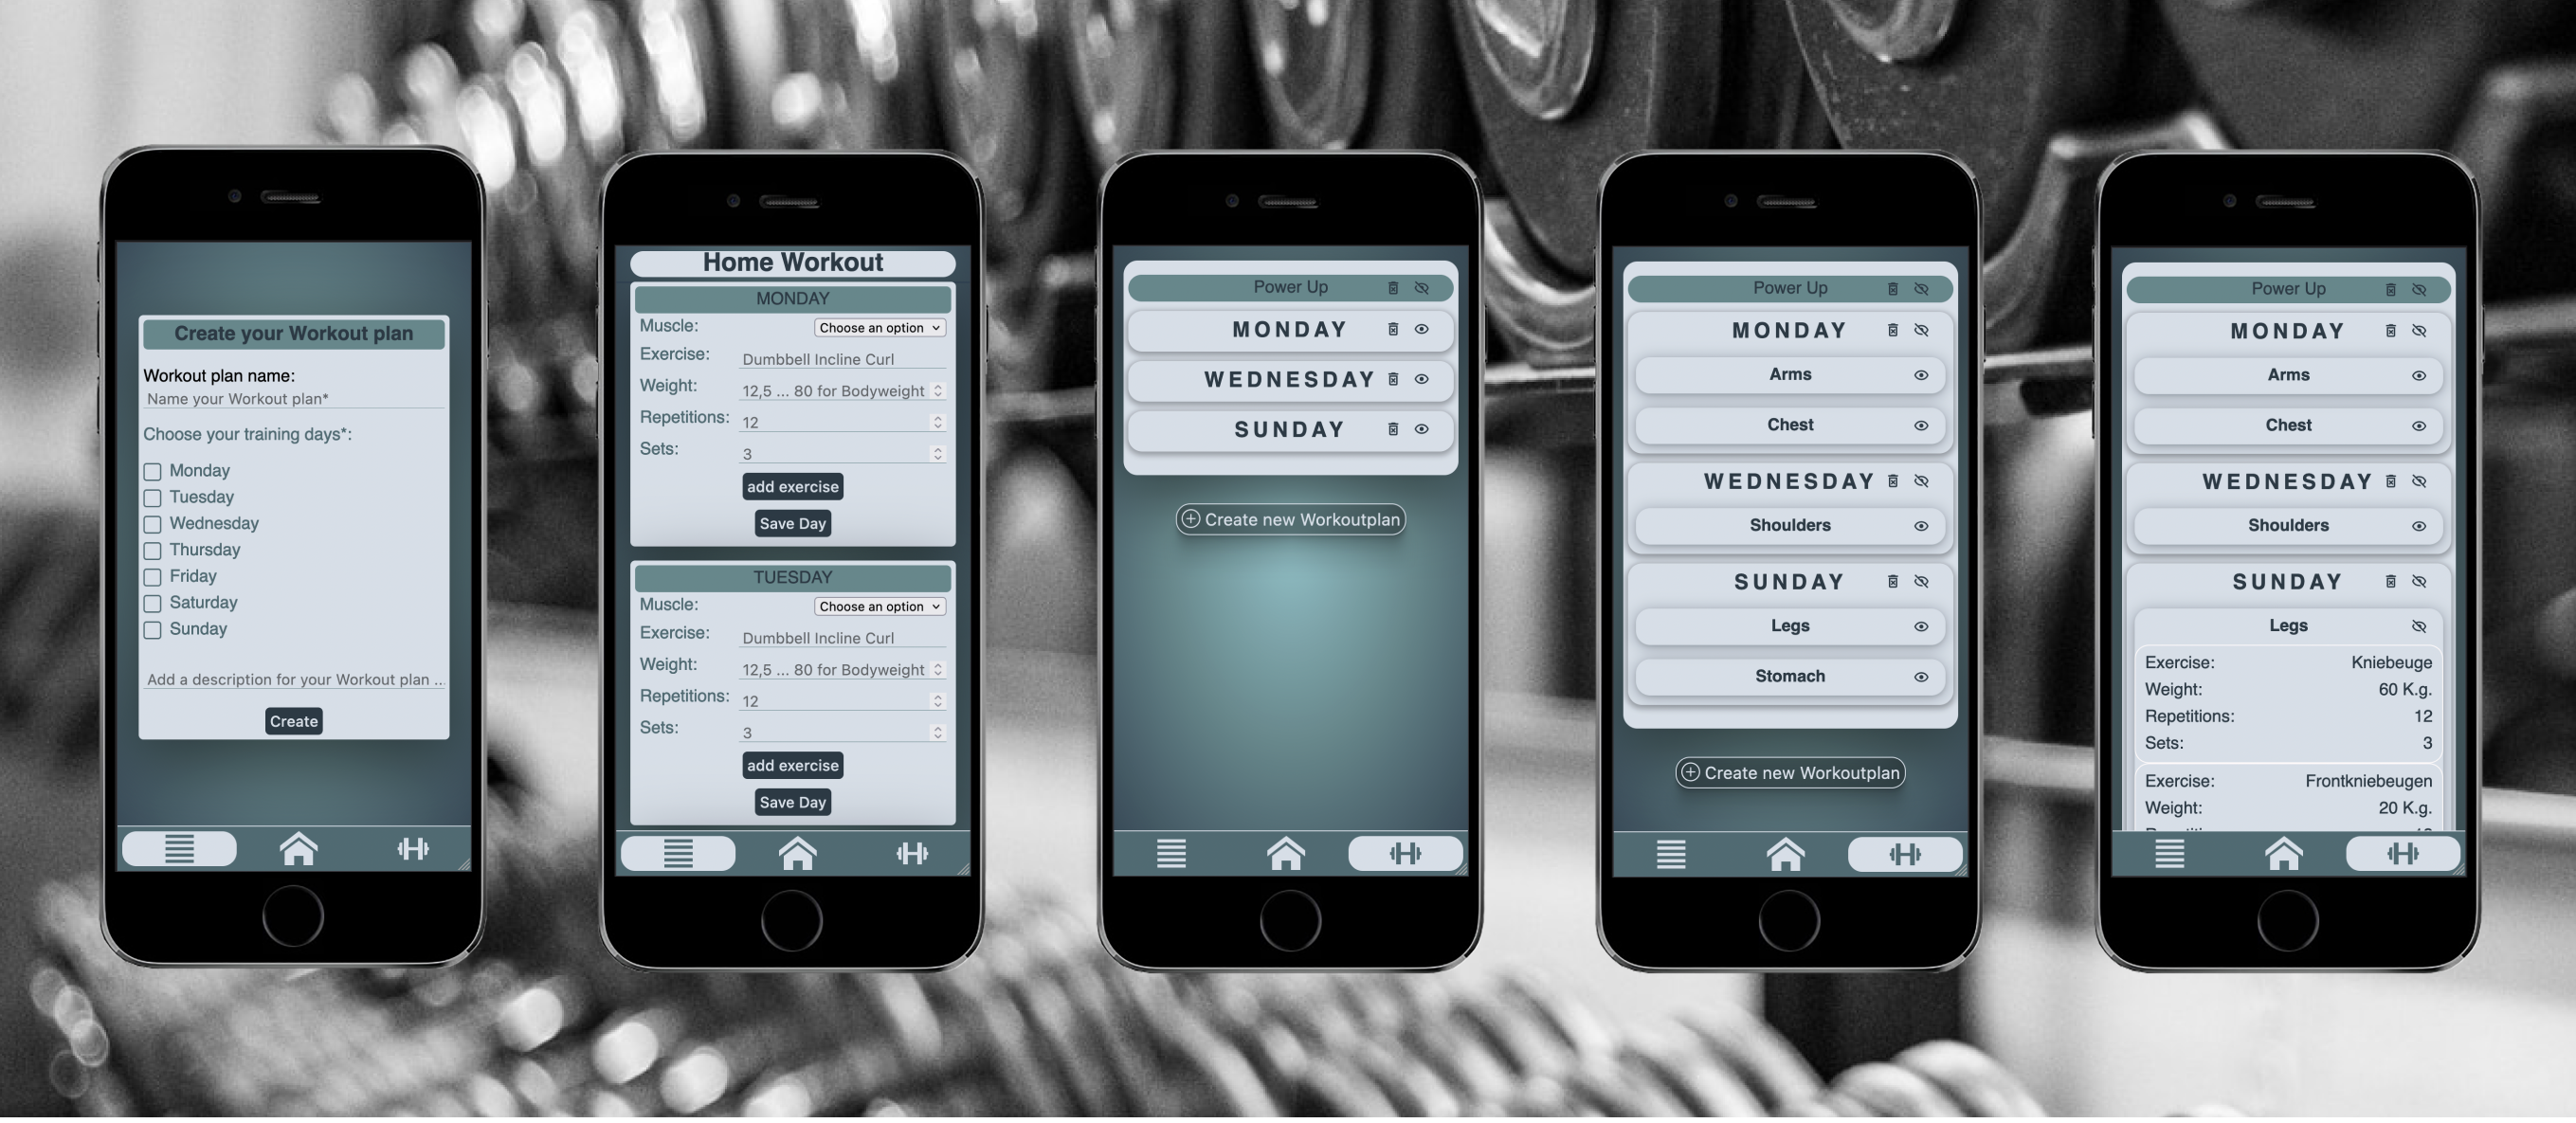 Create your Workout plan
Workout plan name:
Name your Workout plan*
Choose your training days*:
Monday
Tuesday
Wednesday
Thursday
Friday
Saturday
Sunday
Add a description for your Workout plan ...
Create
Home Workout
MONDAY
Muscle: Choose an option
Exercise: Dumbbell Incline Curl
Weight: 12,5 ... 80 for Bodyweight
Repetitions: 12
Sets: 3
add exercise
Save Day
TUESDAY
Muscle: Choose an option
Exercise: Dumbbell Incline Curl
Weight: 12,5 ... 80 for Bodyweight
Repetitions: 12
Sets: 3
add exercise
Save Day
Power Up
MONDAY
WEDNESDAY
SUNDAY
Create new Workoutplan
Power Up
MONDAY
Arms
Chest
WEDNESDAY
Shoulders
SUNDAY
Legs
Stomach
Create new Workoutplan
Power Up
MONDAY
Arms
Chest
WEDNESDAY
Shoulders
SUNDAY
Legs
Exercise: Kniebeuge
Weight: 60 K.g.
Repetitions: 12
Sets: 3
Exercise: Frontkniebeugen
Weight: 20 K.g.